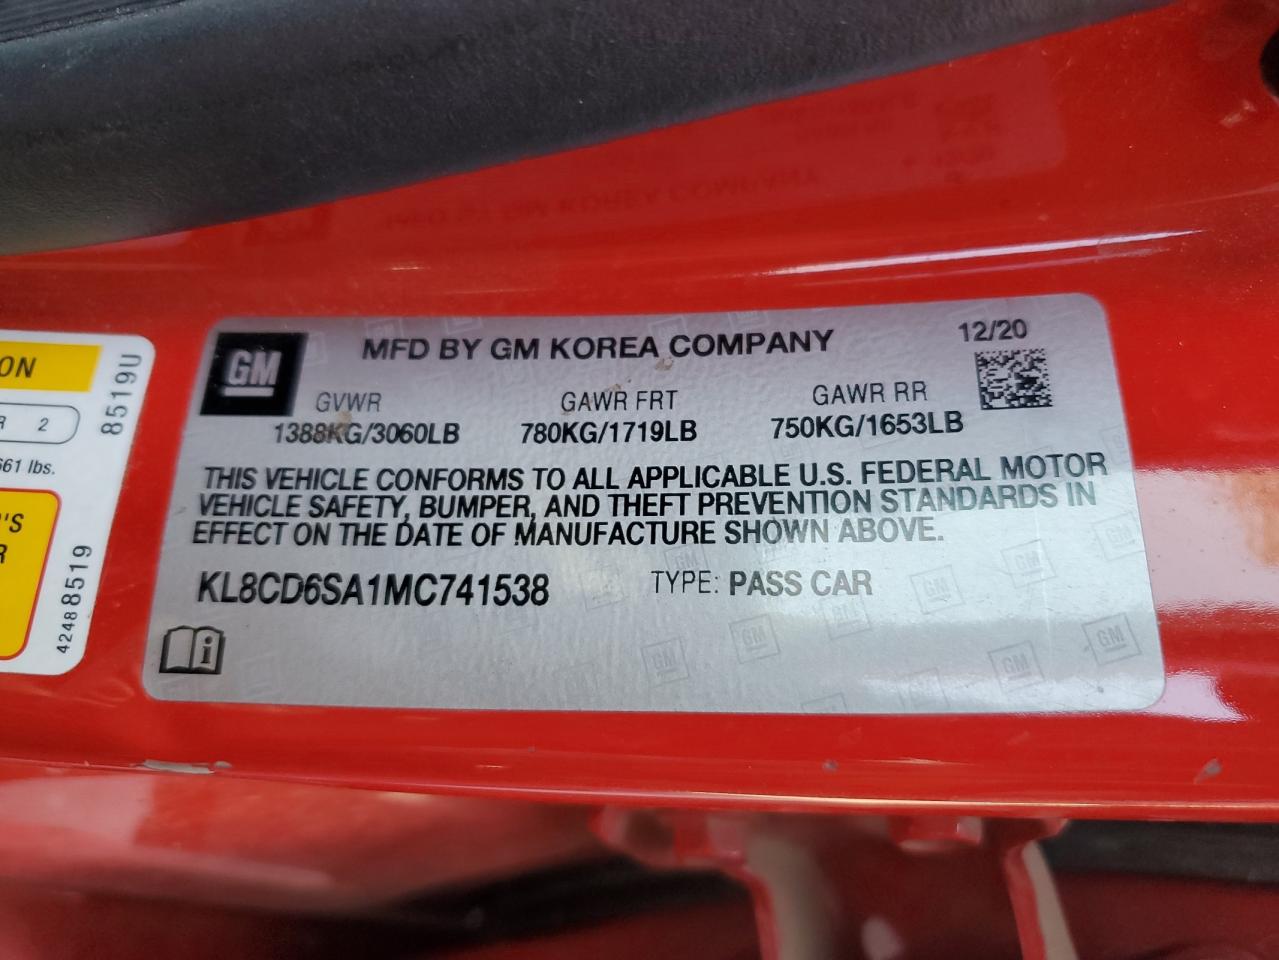 GM
MFD BY GM KOREA COMPANY
12/20
GVWR GAWR FRT GAWR RR
1388KG/3060LB 780KG/1719LB 750KG/1653LB
THIS VEHICLE CONFORMS TO ALL APPLICABLE U.S. FEDERAL MOTOR
VEHICLE SAFETY, BUMPER, AND THEFT PREVENTION STANDARDS IN
EFFECT ON THE DATE OF MANUFACTURE SHOWN ABOVE.
KL8CD6SA1MC741538 TYPE: PASS CAR
ON
R 2
661 lbs.
'S
R
8519U
42488519